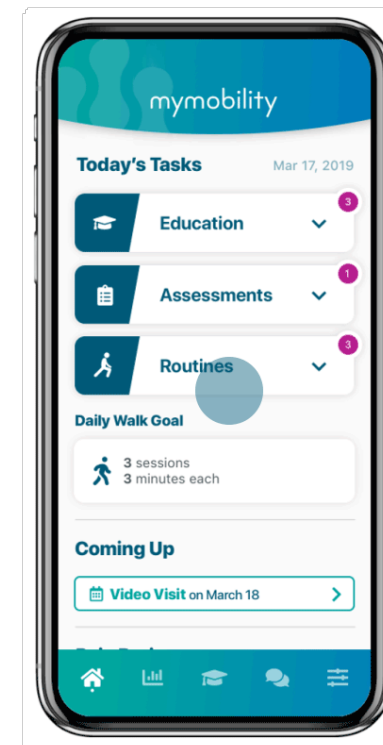 mymobility
Today's Tasks Mar 17, 2019
3
Education
1
Assessments
3
Routines
Daily Walk Goal
3 sessions
3 minutes each
Coming Up
Video Visit on March 18